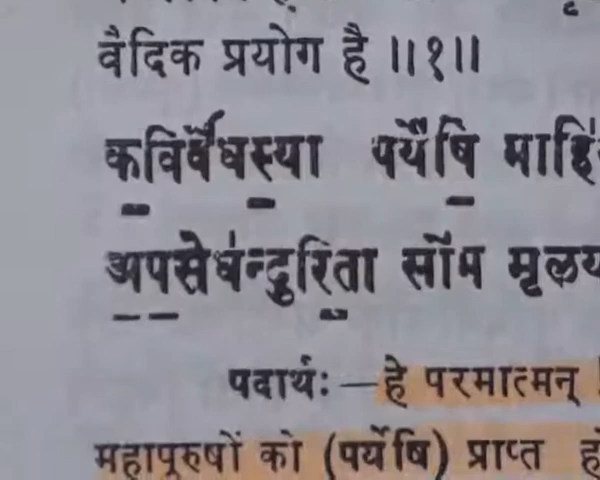 वैदिक प्रयोग है ॥१॥
कविर्वेधस्या पर्येषि
अपसेधन्दुरिता सोम
पदार्थः—हे परमात्मन्
महापुरुषों को (पर्येषि) प्राप्त